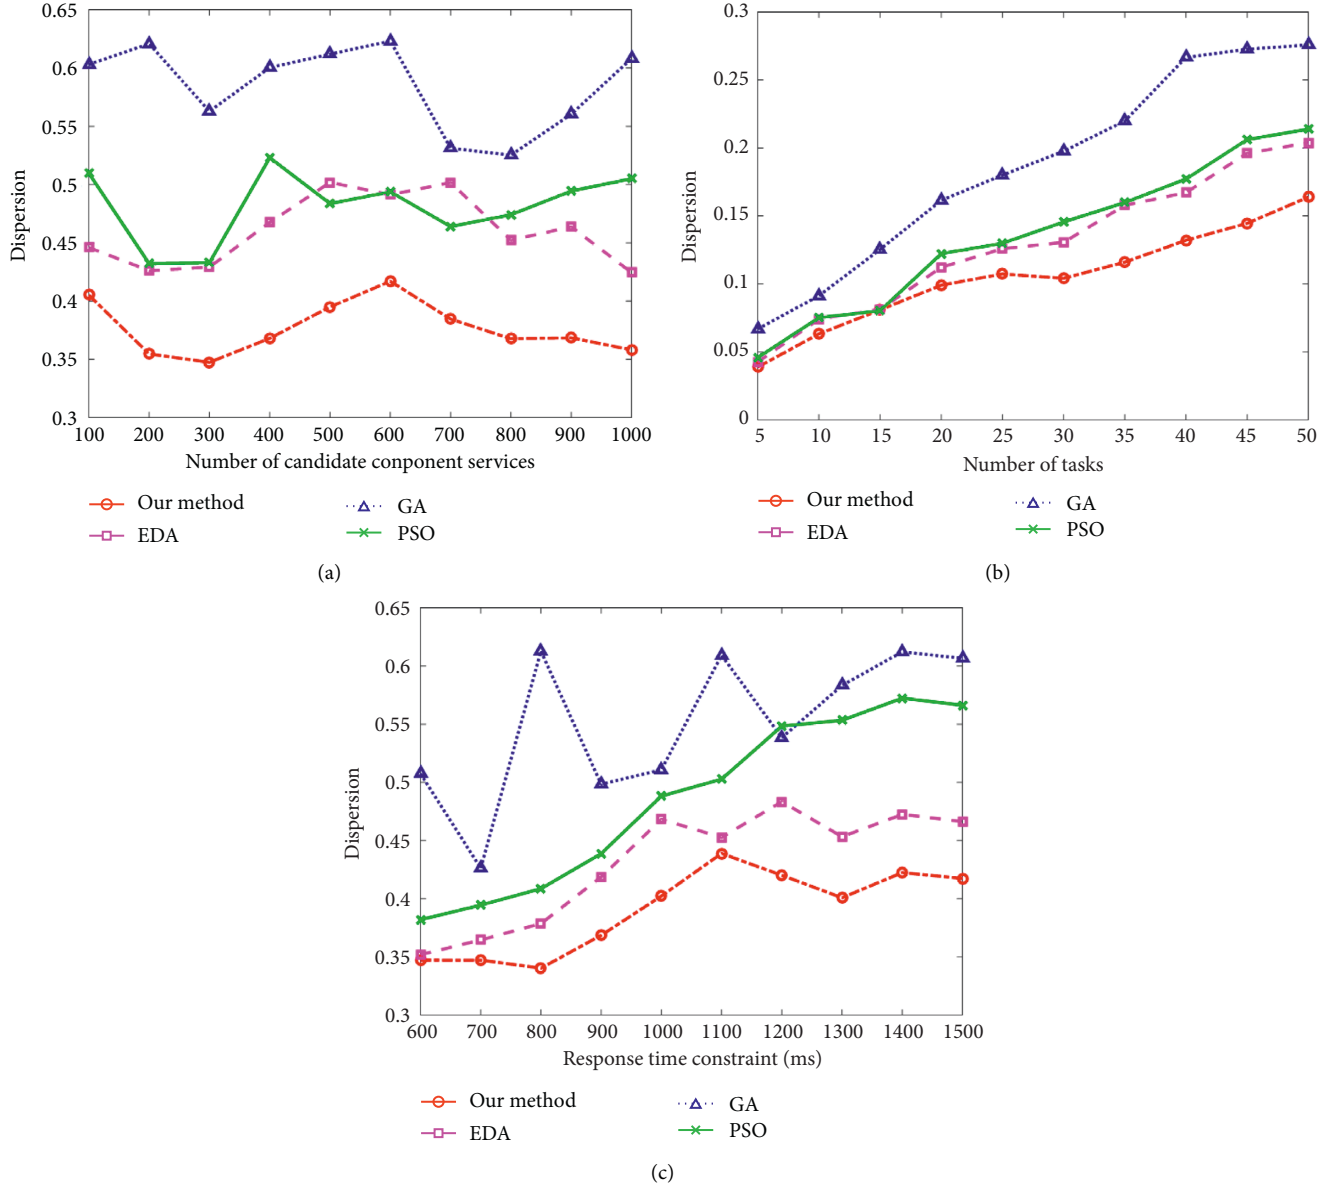 0.65
0.6
0.55
0.5
0.45
0.4
0.35
0.3
Dispersion
100 200 300 400 500 600 700 800 900 1000
Number of candidate conponent services
Our method
GA
EDA
PSO
(a)
0.3
0.25
0.2
0.15
0.1
0.05
0
Dispersion
5 10 15 20 25 30 35 40 45 50
Number of tasks
Our method
GA
EDA
PSO
(b)
0.65
0.6
0.55
0.5
0.45
0.4
0.35
0.3
Dispersion
600 700 800 900 1000 1100 1200 1300 1400 1500
Response time constraint (ms)
Our method
GA
EDA
PSO
(c)